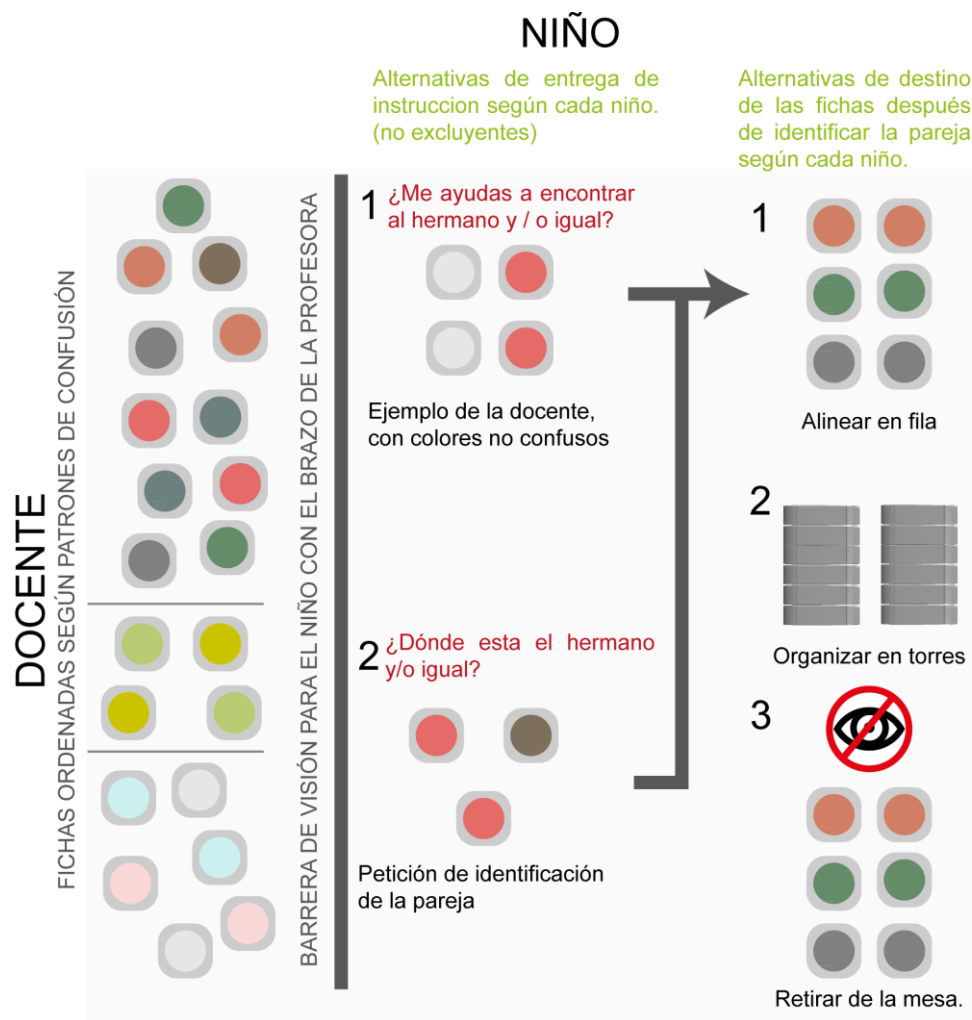 NIÑO
Alternativas de entrega de
instruccion según cada niño.
(no excluyentes)
Alternativas de destino
de las fichas después
de identificar la pareja
según cada niño.
DOCENTE
FICHAS ORDENADAS SEGÚN PATRONES DE CONFUSIÓN
BARRERA DE VISIÓN PARA EL NIÑO CON EL BRAZO DE LA PROFESORA
1 ¿Me ayudas a encontrar
al hermano y / o igual?
Ejemplo de la docente,
con colores no confusos
2 ¿Dónde esta el hermano
y/o igual?
Petición de identificación
de la pareja
1
Alinear en fila
2
Organizar en torres
3
Retirar de la mesa.